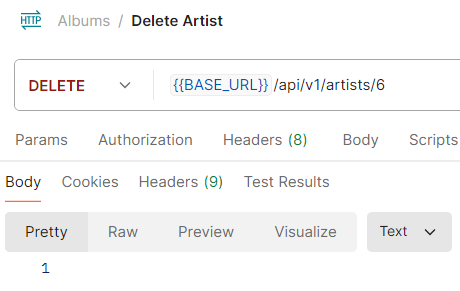 HTTP Albums / Delete Artist
DELETE {{BASE_URL}} /api/v1/artists/6
Params Authorization Headers (8) Body Scripts
Body Cookies Headers (9) Test Results
Pretty Raw Preview Visualize Text
1